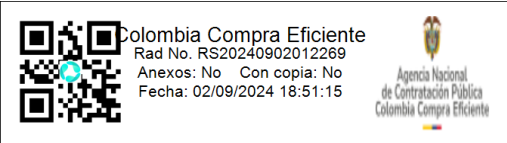 Colombia Compra Eficiente
Rad No. RS20240902012269
Anexos: No Con copia: No
Fecha: 02/09/2024 18:51:15
Agencia Nacional
de Contratación Pública
Colombia Compra Eficiente